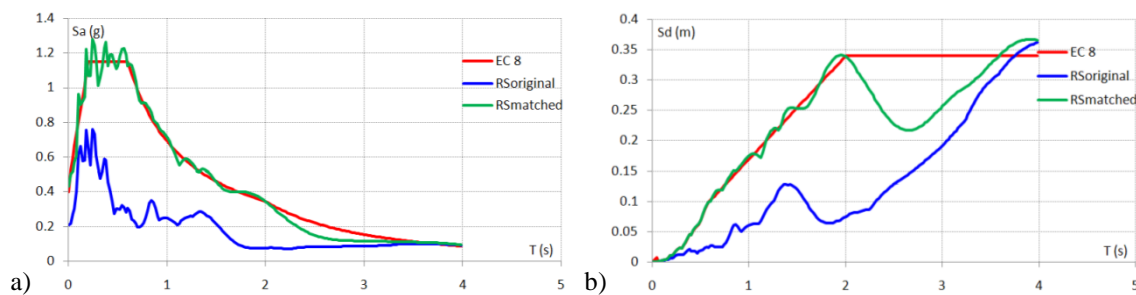 a)
Sa (g)
1.4
1.2
1
0.8
0.6
0.4
0.2
0
0 1 2 3 4 5
T (s)
EC 8
RSoriginal
RSmatched
b)
Sd (m)
0.4
0.35
0.3
0.25
0.2
0.15
0.1
0.05
0
0 1 2 3 4 5
T (s)
EC 8
RSoriginal
RSmatched